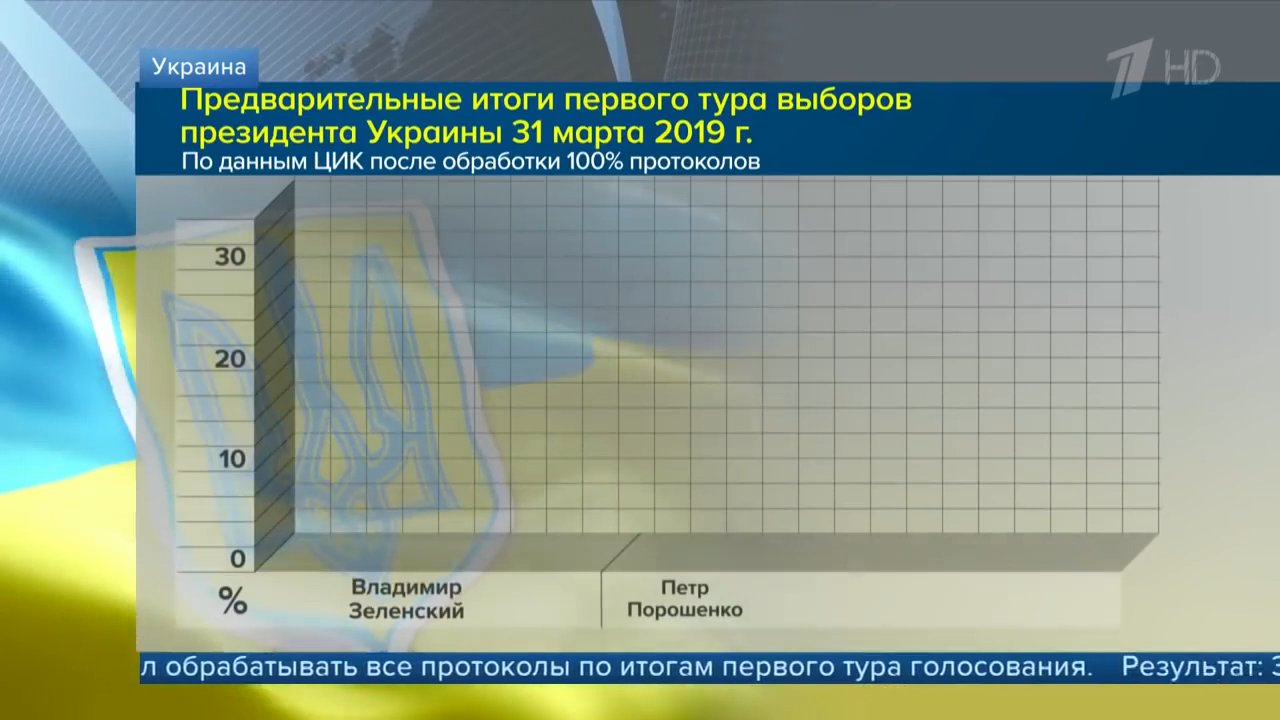 Украина
1 HD
Предварительные итоги первого тура выборов
президента Украины 31 марта 2019 г.
По данным ЦИК после обработки 100% протоколов
30
20
10
0
%
Владимир
Зеленский
Петр
Порошенко
л обрабатывать все протоколы по итогам первого тура голосования. Результат: З